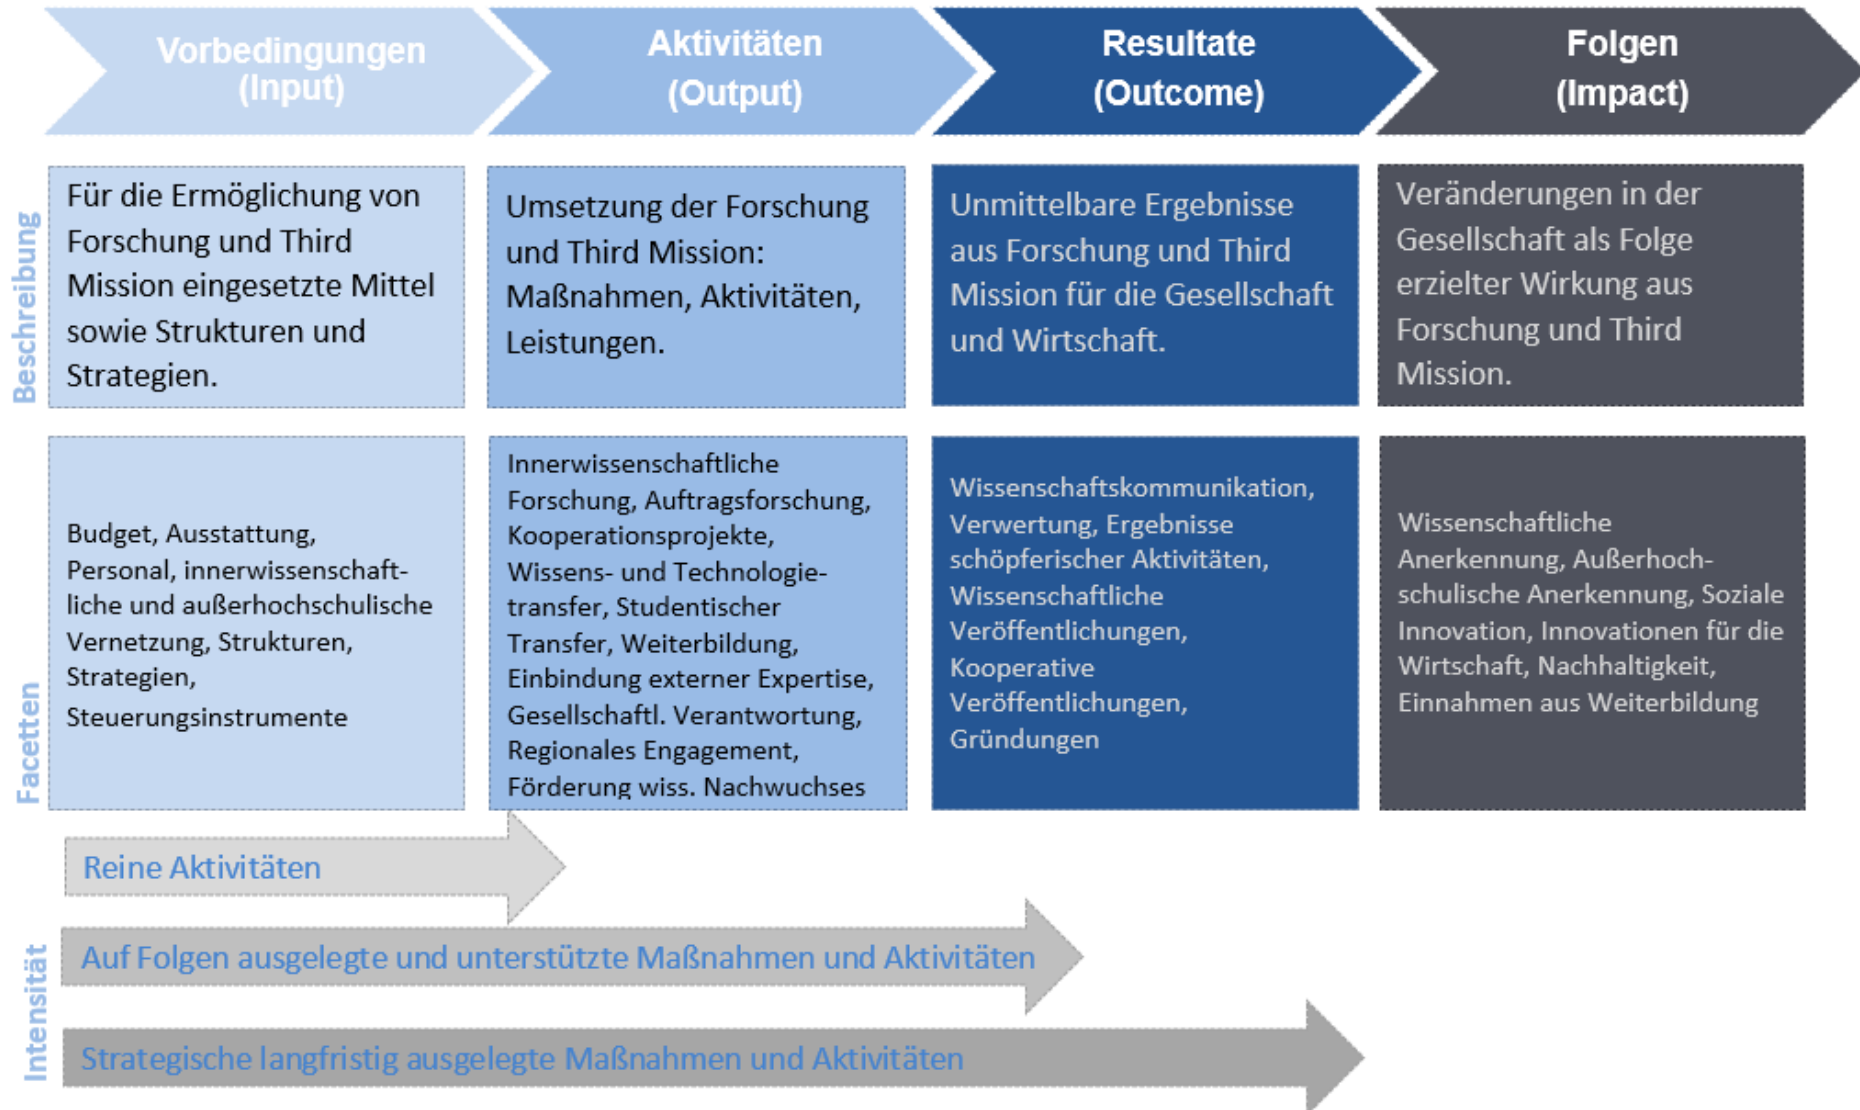 Vorbedingungen
(Input)
Aktivitäten
(Output)
Resultate
(Outcome)
Folgen
(Impact)
Beschreibung
Für die Ermöglichung von
Forschung und Third
Mission eingesetzte Mittel
sowie Strukturen und
Strategien.
Umsetzung der Forschung
und Third Mission:
Maßnahmen, Aktivitäten,
Leistungen.
Unmittelbare Ergebnisse
aus Forschung und Third
Mission für die Gesellschaft
und Wirtschaft.
Veränderungen in der
Gesellschaft als Folge
erzielter Wirkung aus
Forschung und Third
Mission.
Facetten
Budget, Ausstattung,
Personal, innerwissenschaft-
liche und außerhochschulische
Vernetzung, Strukturen,
Strategien,
Steuerungsinstrumente
Innerwissenschaftliche
Forschung, Auftragsforschung,
Kooperationsprojekte,
Wissens- und Technologie-
transfer, Studentischer
Transfer, Weiterbildung,
Einbindung externer Expertise,
Gesellschaftl. Verantwortung,
Regionales Engagement,
Förderung wiss. Nachwuchses
Wissenschaftskommunikation,
Verwertung, Ergebnisse
schöpferischer Aktivitäten,
Wissenschaftliche
Veröffentlichungen,
Kooperative
Veröffentlichungen,
Gründungen
Wissenschaftliche
Anerkennung, Außerhoch-
schulische Anerkennung, Soziale
Innovation, Innovationen für die
Wirtschaft, Nachhaltigkeit,
Einnahmen aus Weiterbildung
Intensität
Reine Aktivitäten
Auf Folgen ausgelegte und unterstützte Maßnahmen und Aktivitäten
Strategische langfristig ausgelegte Maßnahmen und Aktivitäten